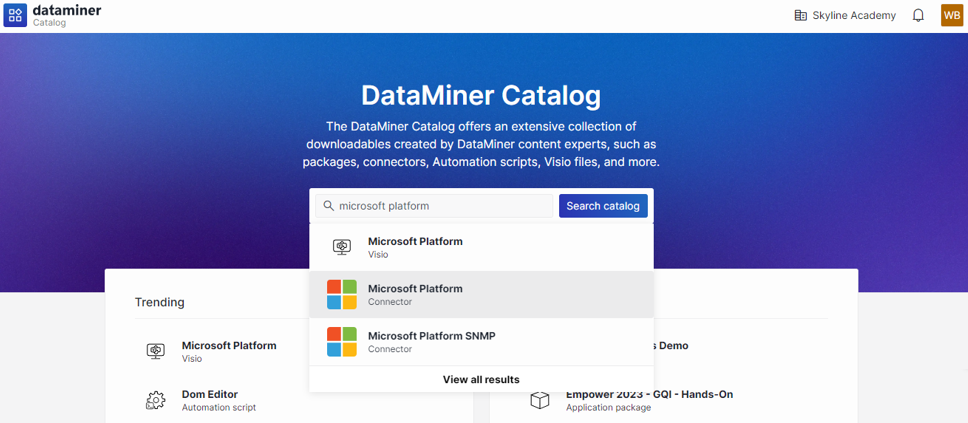 dataminer
Catalog
Skyline Academy
WB
DataMiner Catalog
The DataMiner Catalog offers an extensive collection of
downloadables created by DataMiner content experts, such as
packages, connectors, Automation scripts, Visio files, and more.
microsoft platform
Search catalog
Microsoft Platform
Visio
Microsoft Platform
Connector
Microsoft Platform SNMP
Connector
View all results
Trending
Microsoft Platform
Visio
Dom Editor
Automation script
Demo
Empower 2023 - GQI - Hands-On
Application package